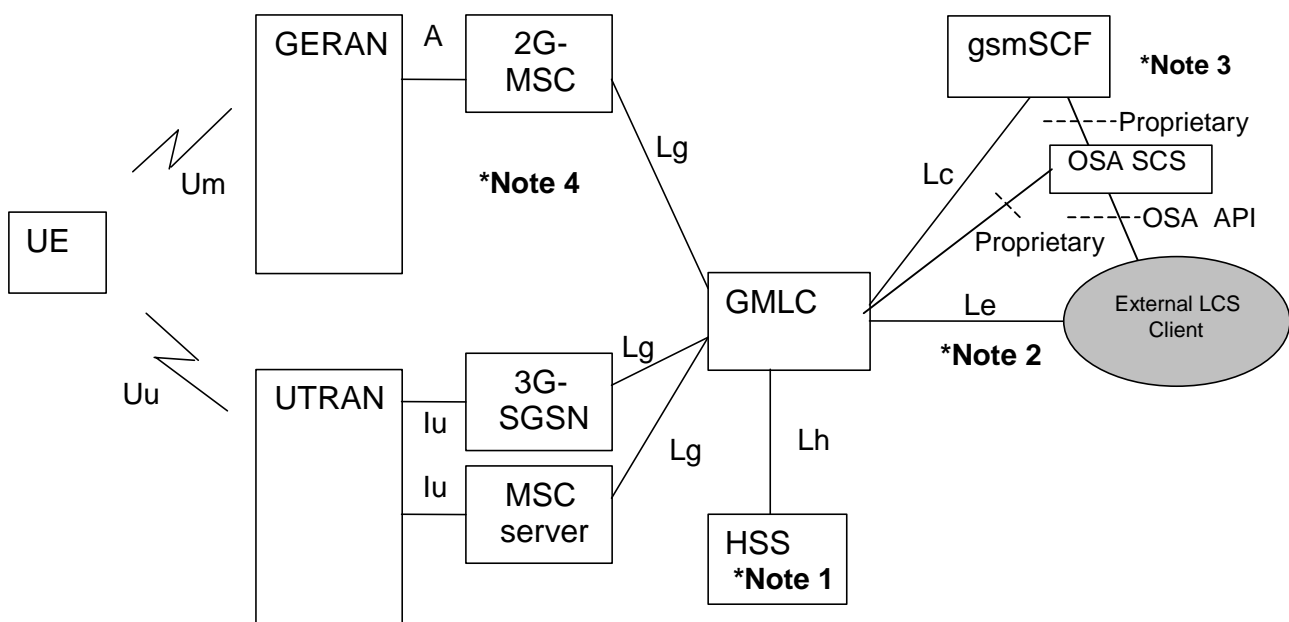 GERAN
A
2G-
MSC
gsmSCF
*Note 3
Proprietary
Lg
OSA SCS
Um
*Note 4
Lc
OSA API
UE
Proprietary
GMLC
External LCS
Client
Le
*Note 2
Lg
3G-
SGSN
Uu
UTRAN
Iu
Lg
Lh
Iu
MSC
server
HSS
*Note 1